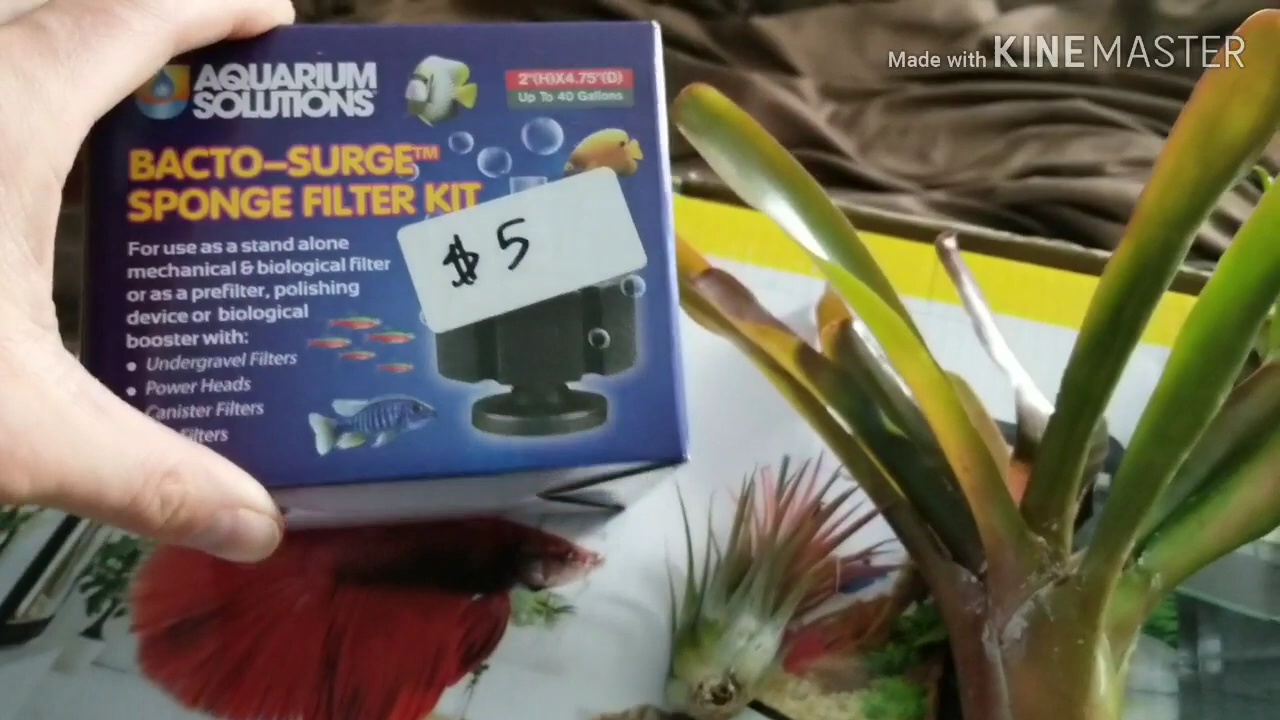 Made with KINEMASTER
AQUARIUM
SOLUTIONS
2"(H)X4.75"(D)
Up To 40 Gallons
BACTO-SURGE™
SPONGE FILTER KIT
$5
For use as a stand alone
mechanical & biological filter
or as a prefilter, polishing
device or biological
booster with:
• Undergravel Filters
• Power Heads
Canister Filters
Filters